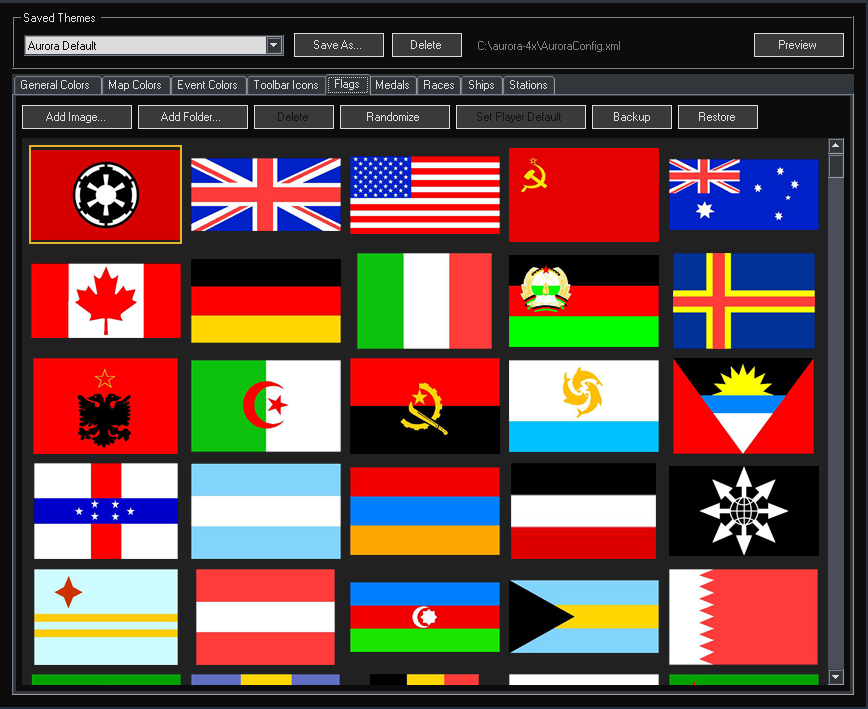 Saved Themes
Aurora Default
Save As...
Delete
C:\aurora-4x\AuroraConfig.xml
Preview
General Colors
Map Colors
Event Colors
Toolbar Icons
Flags
Medals
Races
Ships
Stations
Add Image...
Add Folder...
Delete
Randomize
Set Player Default
Backup
Restore